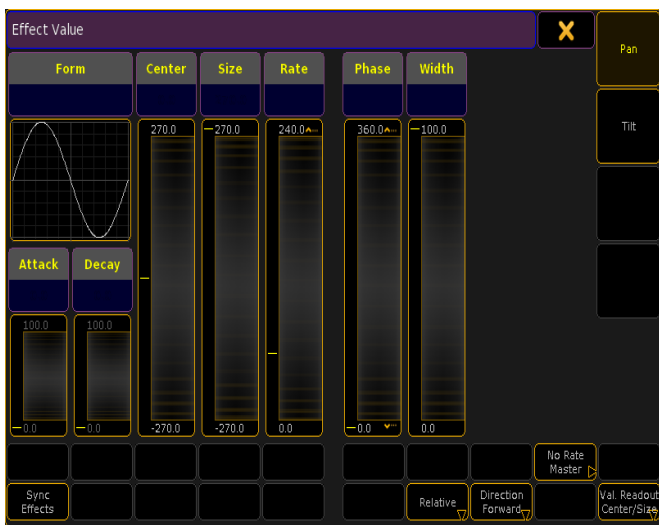 Effect Value
X
Pan
Form
Center
Size
Rate
Phase
Width
270.0
270.0
240.0
360.0
100.0
Tilt
Attack
Decay
100.0
100.0
0.0
0.0
-270.0
-270.0
0.0
0.0
0.0
No Rate
Master
Sync
Effects
Relative
Direction
Forward
Val. Readout
Center/Size